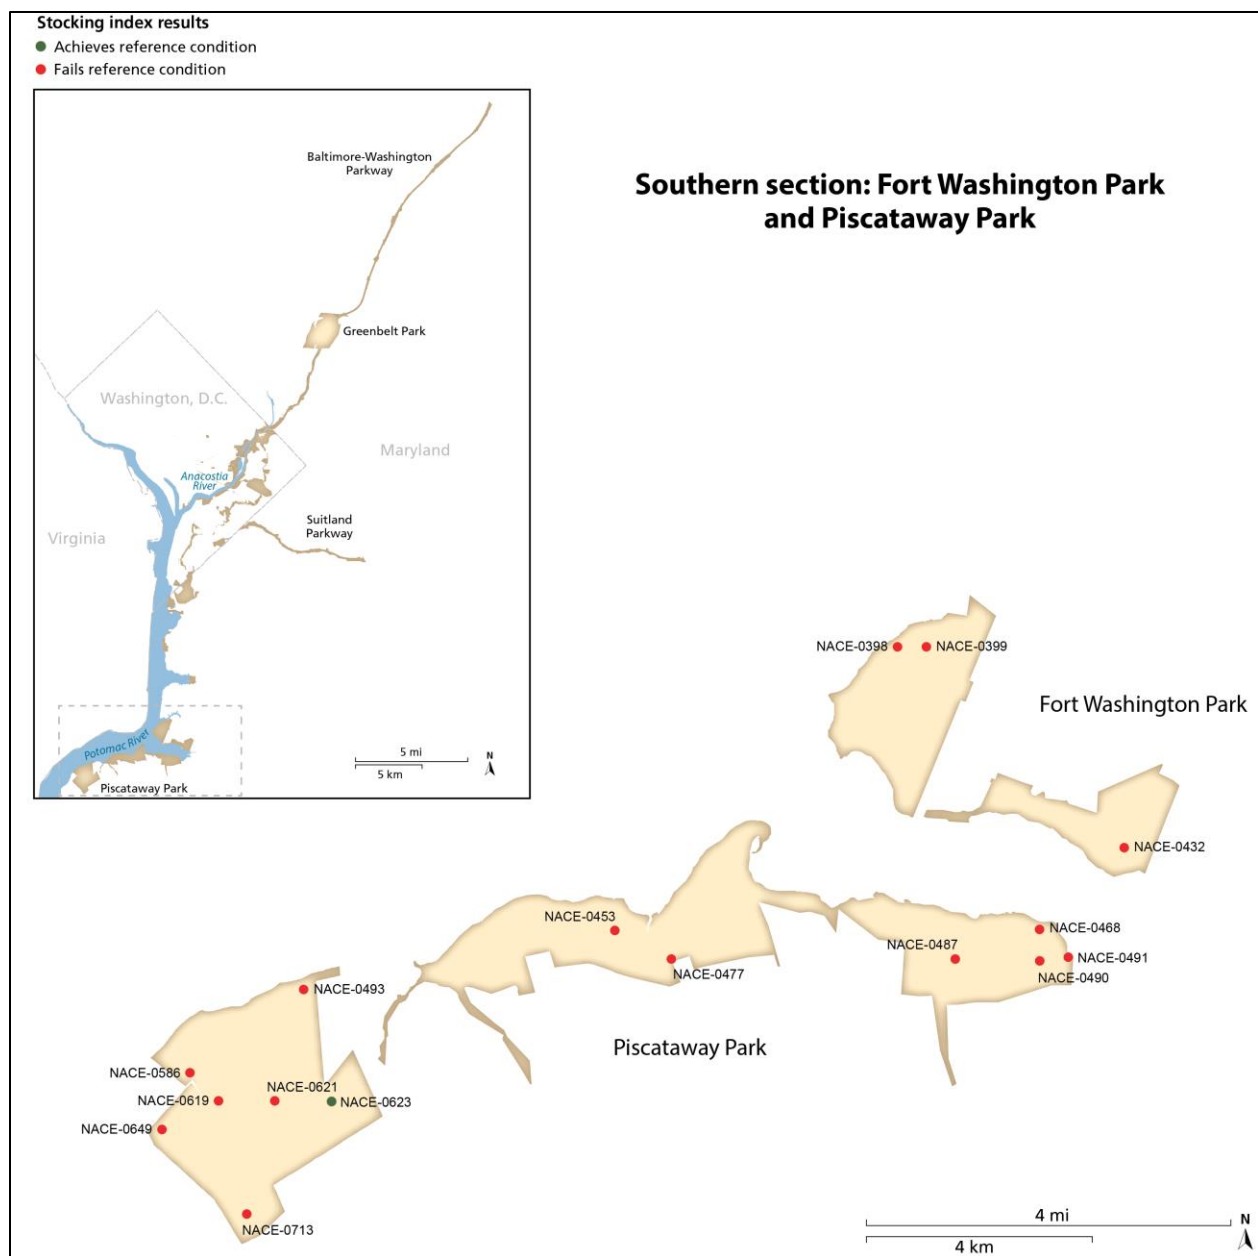 Stocking index results
Achieves reference condition
Fails reference condition
Southern section: Fort Washington Park
and Piscataway Park
Baltimore-Washington
Parkway
Greenbelt Park
Washington, D.C.
Maryland
Anacostia
River
Suitland
Parkway
Virginia
Potomac River
Piscataway Park
5 mi
5 km
N
NACE-0398
NACE-0399
Fort Washington Park
NACE-0432
NACE-0453
NACE-0477
NACE-0487
NACE-0468
NACE-0491
NACE-0490
Piscataway Park
NACE-0493
NACE-0586
NACE-0621
NACE-0619
NACE-0623
NACE-0649
NACE-0713
4 mi
4 km
N